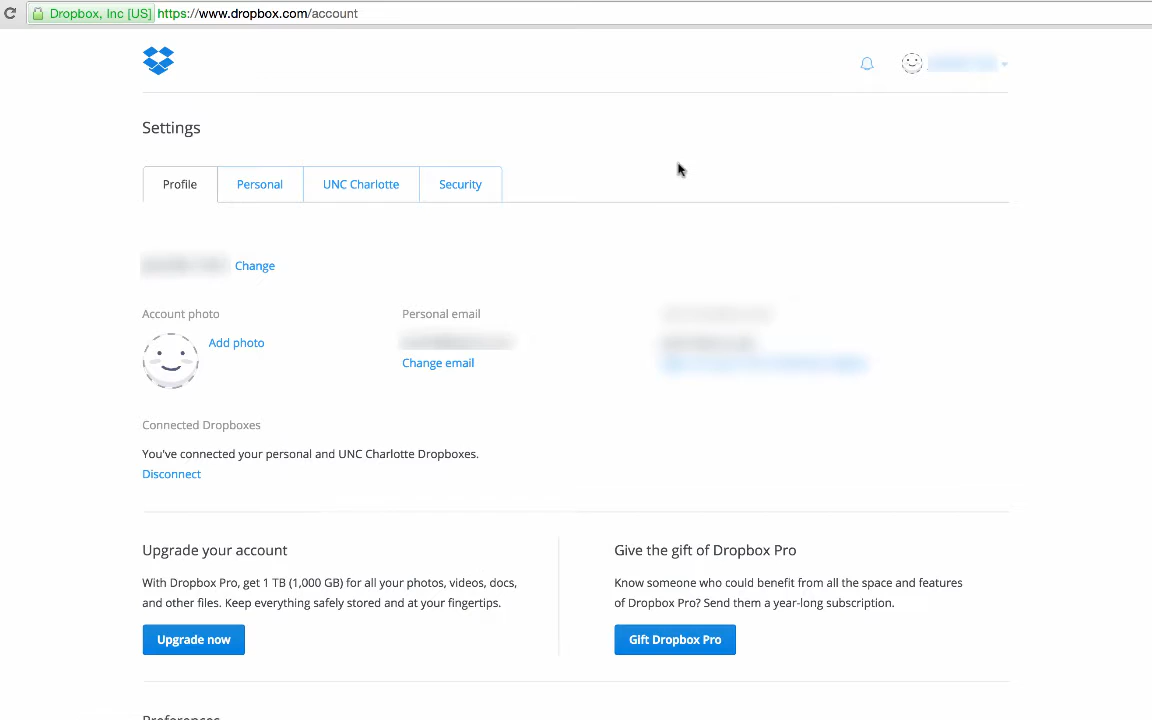 Dropbox, Inc [US] https://www.dropbox.com/account
Settings
Profile Personal UNC Charlotte Security
Change
Account photo
Add photo
Personal email
Change email
Connected Dropboxes
You've connected your personal and UNC Charlotte Dropboxes.
Disconnect
Upgrade your account
With Dropbox Pro, get 1 TB (1,000 GB) for all your photos, videos, docs,
and other files. Keep everything safely stored and at your fingertips.
Upgrade now
Give the gift of Dropbox Pro
Know someone who could benefit from all the space and features
of Dropbox Pro? Send them a year-long subscription.
Gift Dropbox Pro
Preferences